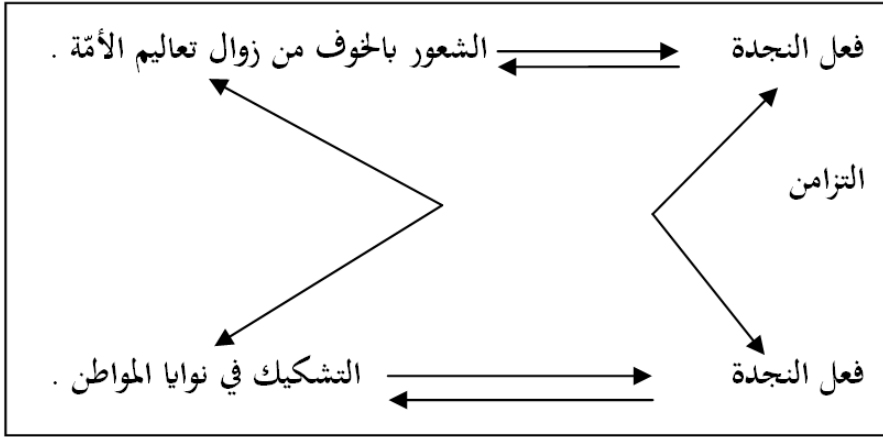 فعل النجدة الشعور بالخوف من زوال تعاليم الأمّة .
التزامن
فعل النجدة التشكيك في نوايا المواطن .